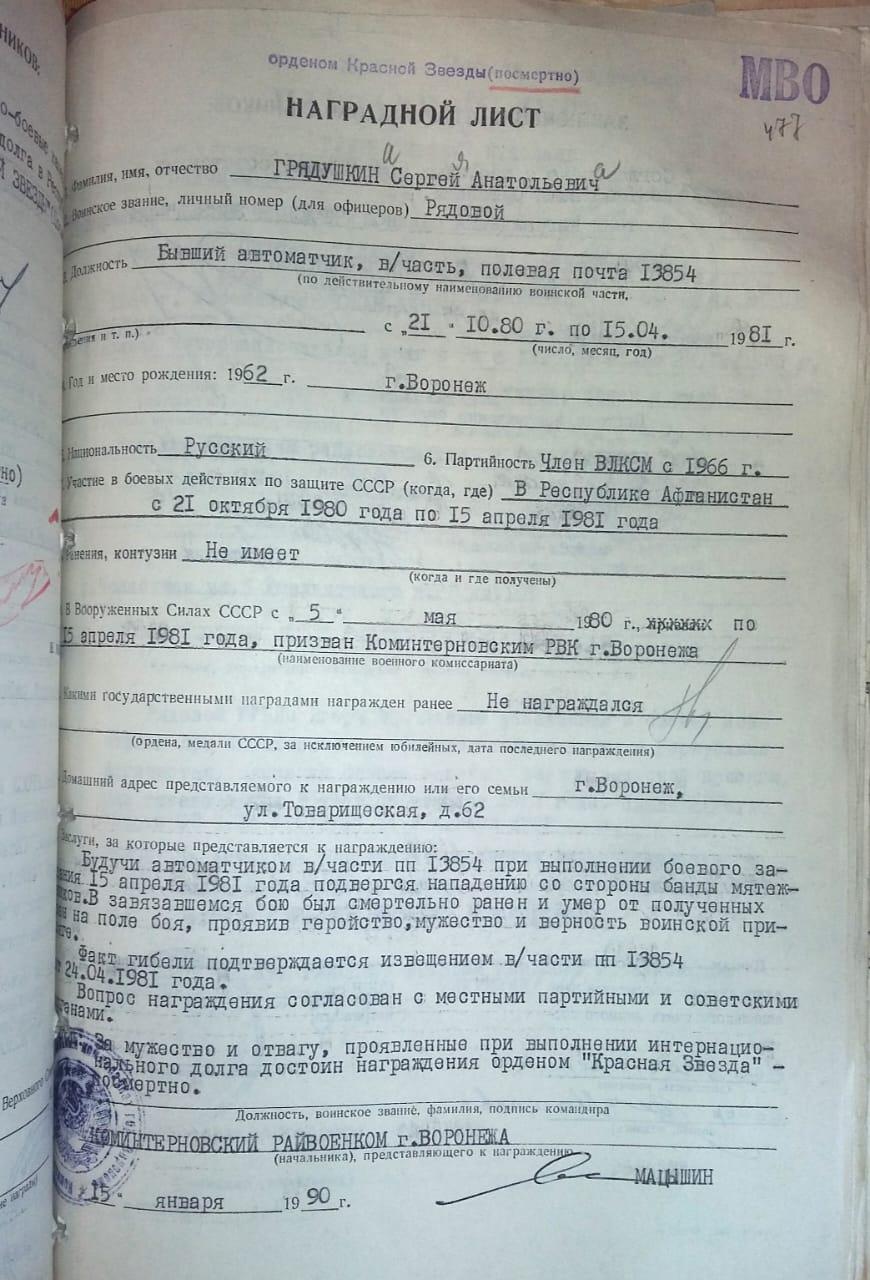 орденом Красной Звезды(посмертно)
МВО
477
НАГРАДНОЙ ЛИСТ
Фамилия, имя, отчество ГРЯДУШКИН Сергей Анатольевич
а я а
Воинское звание, личный номер (для офицеров) Рядовой
Должность Бывший автоматчик, в/часть, полевая почта 13854
(по действительному наименованию воинской части,
и т. п.)
с „21 " 10.80 г. по 15.04. 1981 г.
(число, месяц, год)
Год и место рождения: 1962 г. г.Воронеж
Национальность Русский 6. Партийность Член ВЛКСМ с 1966 г.
Участие в боевых действиях по защите СССР (когда, где) В Республике Афганистан
с 21 октября 1980 года по 15 апреля 1981 года
Ранения, контузии Не имеет
(когда и где получены)
В Вооруженных Силах СССР с „ 5 " мая 1980 г., по
15 апреля 1981 года, призван Коминтерновским РВК г.Воронежа
(наименование военного комиссариата)
Какими государственными наградами награжден ранее Не награждался
(ордена, медали СССР, за исключением юбилейных, дата последнего награждения)
Домашний адрес представляемого к награждению или его семьи г.Воронеж,
ул.Товарищеская, д.62
Заслуги, за которые представляется к награждению:
Будучи автоматчиком в/части пп 13854 при выполнении боевого за-
дания 15 апреля 1981 года подвергся нападению со стороны банды мятеж-
ников.В завязавшемся бою был смертельно ранен и умер от полученных
ран на поле боя, проявив геройство,мужество и верность воинской при-
сяге.
Факт гибели подтверждается извещением в/части пп 13854
от 24.04.1981 года.
Вопрос награждения согласован с местными партийными и советскими
органами.
За мужество и отвагу, проявленные при выполнении интернацио-
нального долга достоин награждения орденом "Красная Звезда" -
посмертно.
Должность, воинское звание, фамилия, подпись командира
КОМИНТЕРНОВСКИЙ РАЙВОЕНКОМ г.ВОРОНЕЖА
(начальника), представляющего к награждению
МАЦЫШИН
„15" января 1990 г.